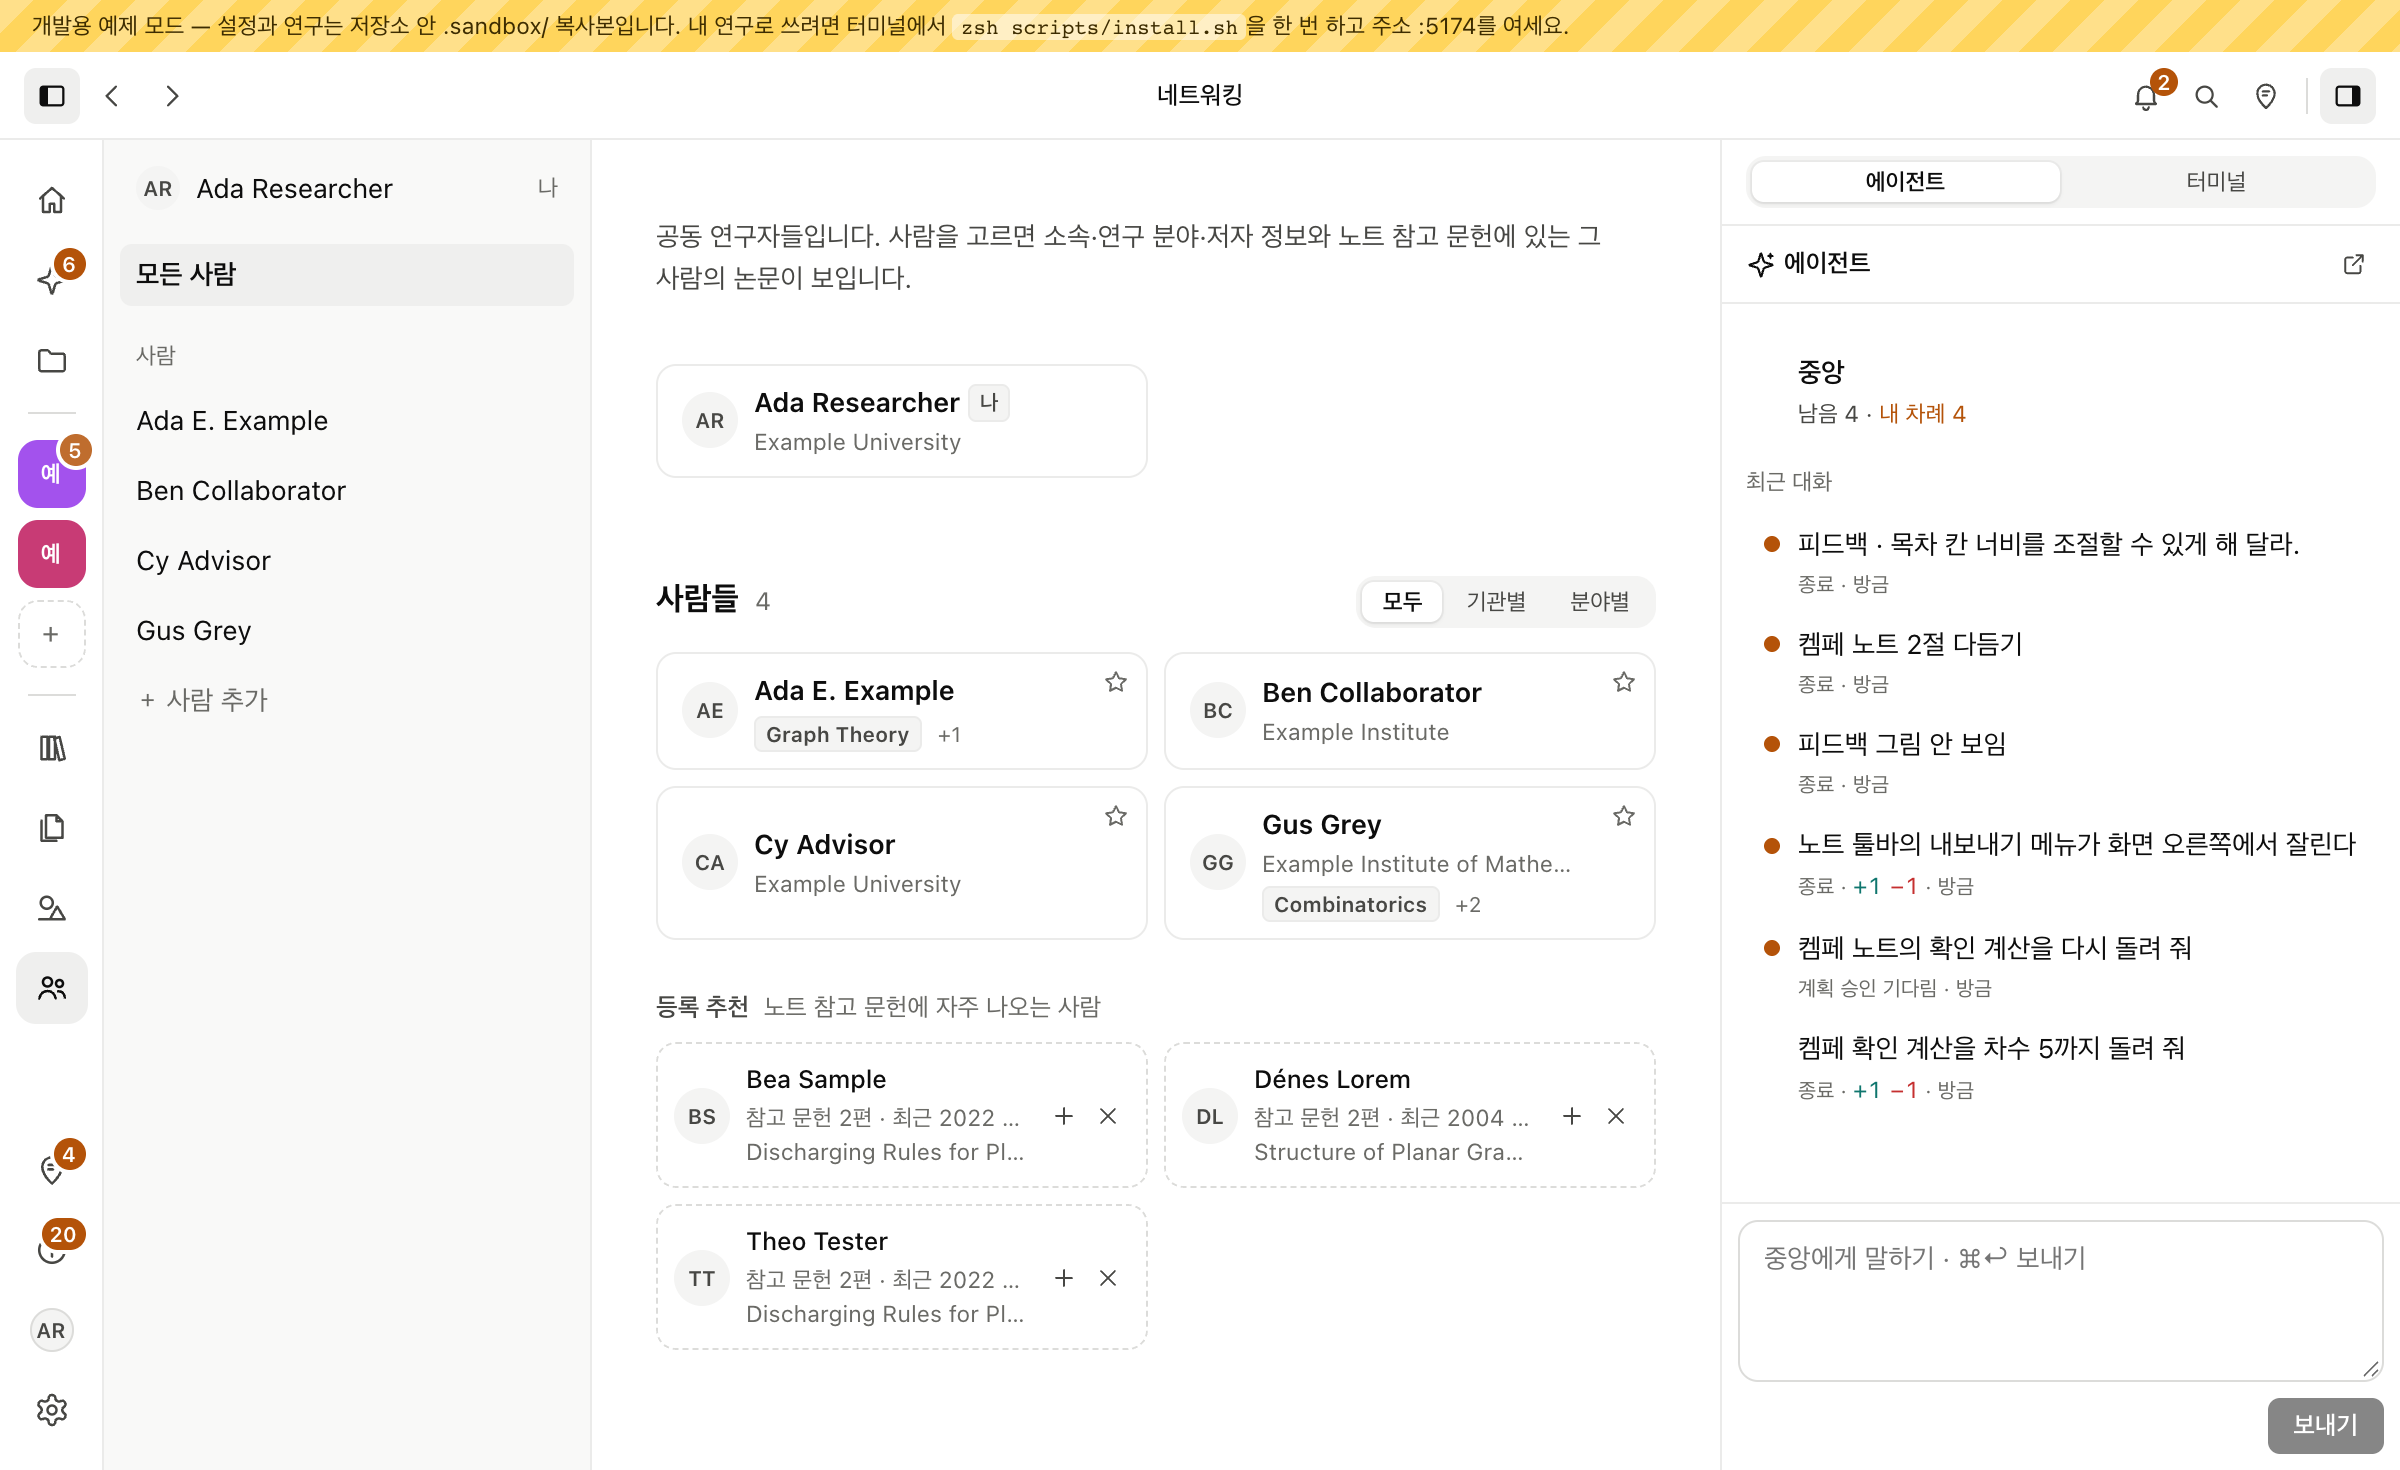 개발용 예제 모드 — 설정과 연구는 저장소 안 .sandbox/ 복사본입니다. 내 연구로 쓰려면 터미널에서 zsh scripts/install.sh을 한 번 하고 주소 :5174를 여세요.
네트워킹
2
6
5
예
예
+
4
20
AR
AR Ada Researcher 나
모든 사람
사람
Ada E. Example
Ben Collaborator
Cy Advisor
Gus Grey
+ 사람 추가
공동 연구자들입니다. 사람을 고르면 소속·연구 분야·저자 정보와 노트 참고 문헌에 있는 그
사람의 논문이 보입니다.
AR
Ada Researcher 나
Example University
사람들 4
모두 기관별 분야별
AE
Ada E. Example
Graph Theory +1
BC
Ben Collaborator
Example Institute
CA
Cy Advisor
Example University
GG
Gus Grey
Example Institute of Mathe...
Combinatorics +2
등록 추천 노트 참고 문헌에 자주 나오는 사람
BS
Bea Sample
참고 문헌 2편 · 최근 2022 ...
Discharging Rules for Pl...
DL
Dénes Lorem
참고 문헌 2편 · 최근 2004 ...
Structure of Planar Gra...
TT
Theo Tester
참고 문헌 2편 · 최근 2022 ...
Discharging Rules for Pl...
에이전트 터미널
에이전트
중앙
남음 4 · 내 차례 4
최근 대화
피드백 · 목차 칸 너비를 조절할 수 있게 해 달라.
종료 · 방금
켐페 노트 2절 다듬기
종료 · 방금
피드백 그림 안 보임
종료 · 방금
노트 툴바의 내보내기 메뉴가 화면 오른쪽에서 잘린다
종료 · +1 −1 · 방금
켐페 노트의 확인 계산을 다시 돌려 줘
계획 승인 기다림 · 방금
켐페 확인 계산을 차수 5까지 돌려 줘
종료 · +1 −1 · 방금
중앙에게 말하기 · ⌘↩ 보내기
보내기